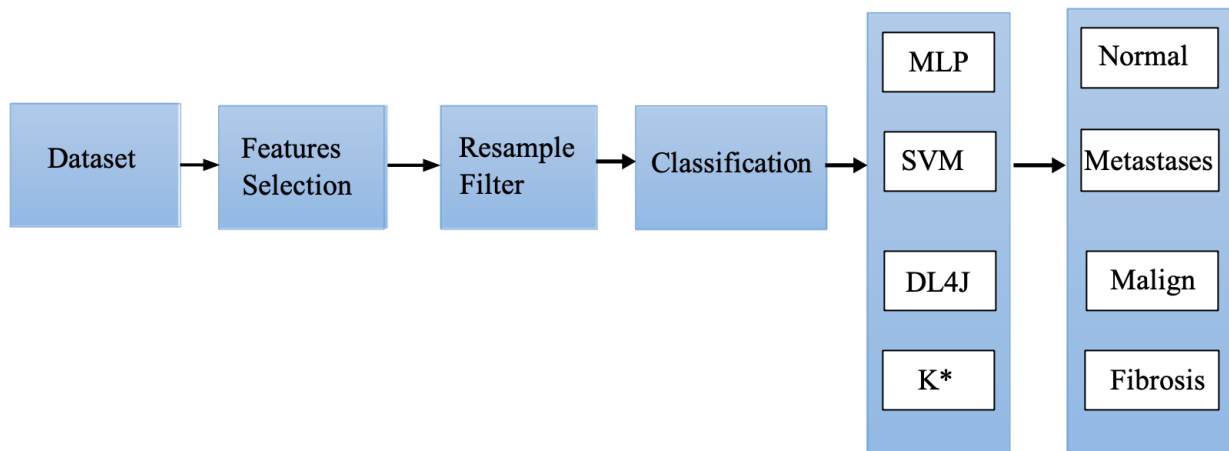 Dataset
Features
Selection
Resample
Filter
Classification
MLP
SVM
DL4J
K*
Normal
Metastases
Malign
Fibrosis